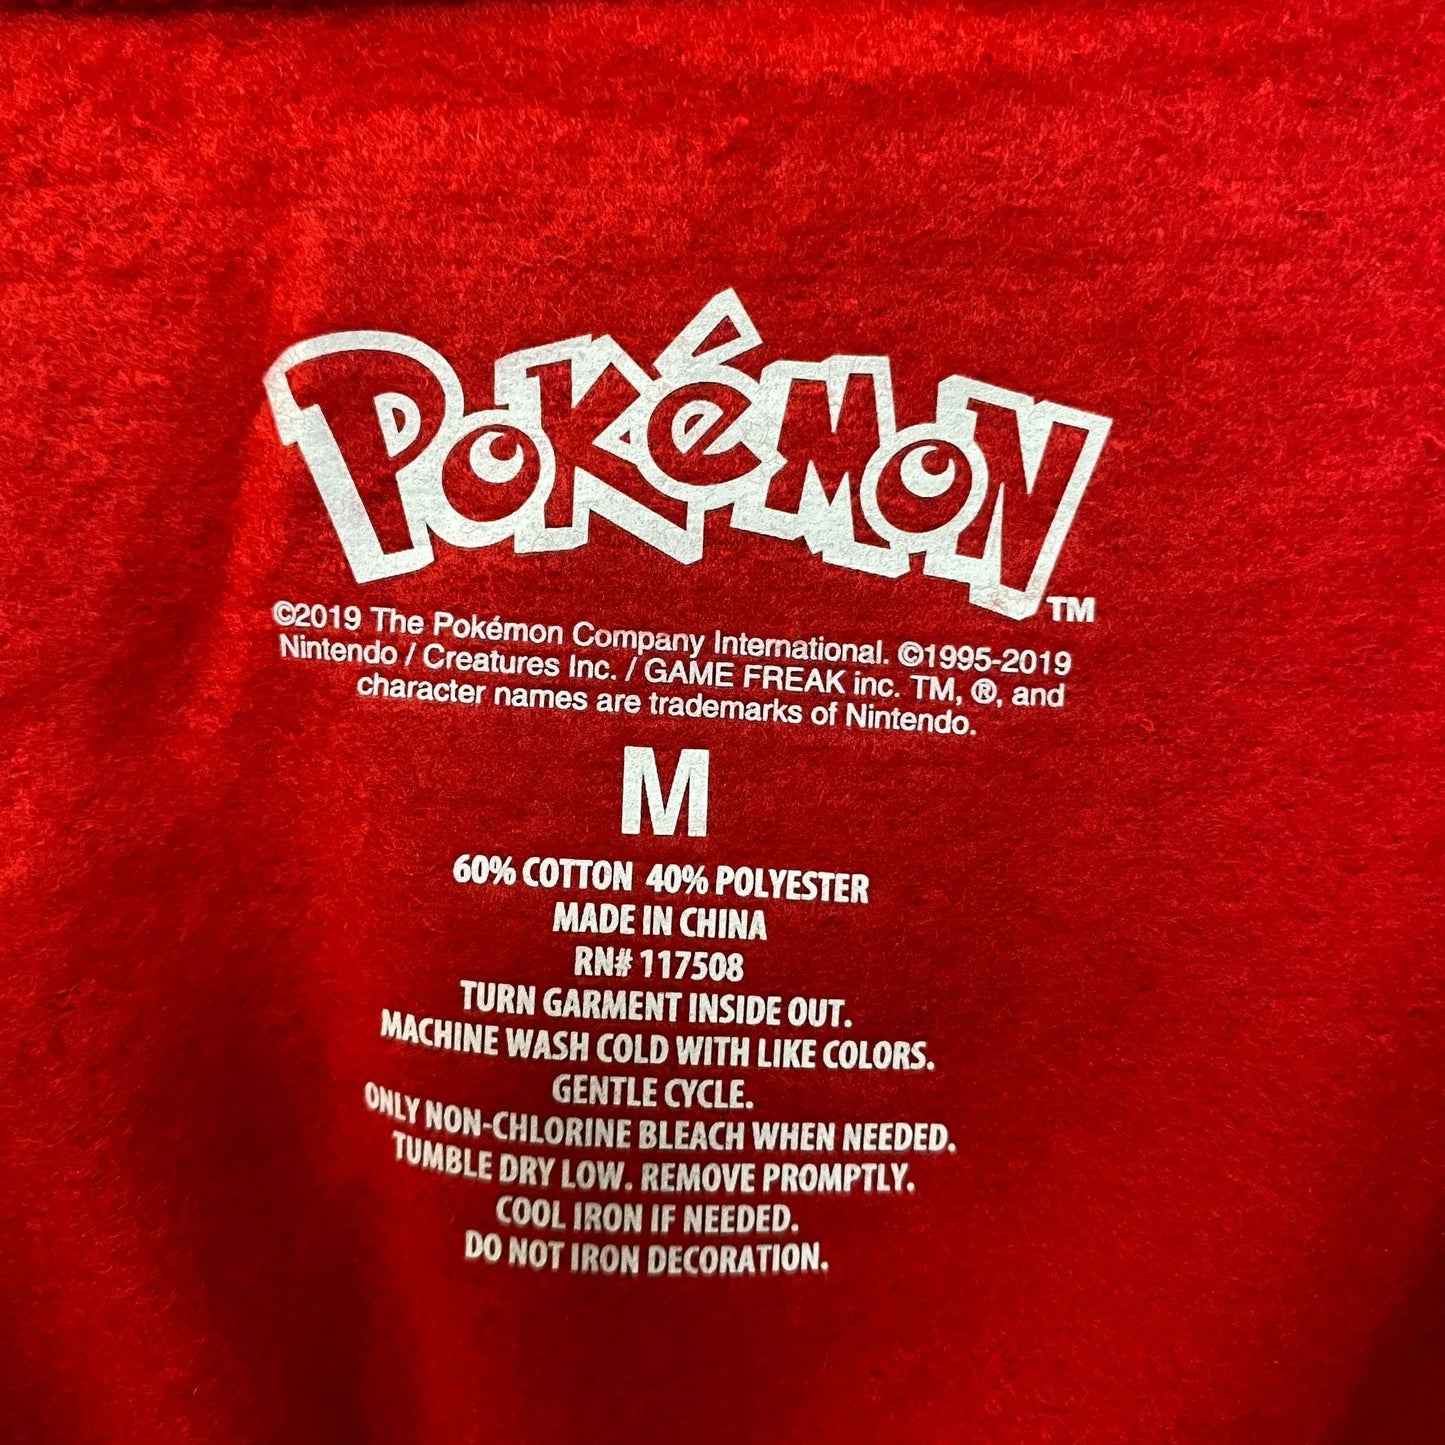 POKéMON TM
©2019 The Pokémon Company International. ©1995-2019
Nintendo / Creatures Inc. / GAME FREAK inc. TM, ®, and
character names are trademarks of Nintendo.
M
60% COTTON 40% POLYESTER
MADE IN CHINA
RN# 117508
TURN GARMENT INSIDE OUT.
MACHINE WASH COLD WITH LIKE COLORS.
GENTLE CYCLE.
ONLY NON-CHLORINE BLEACH WHEN NEEDED.
TUMBLE DRY LOW. REMOVE PROMPTLY.
COOL IRON IF NEEDED.
DO NOT IRON DECORATION.